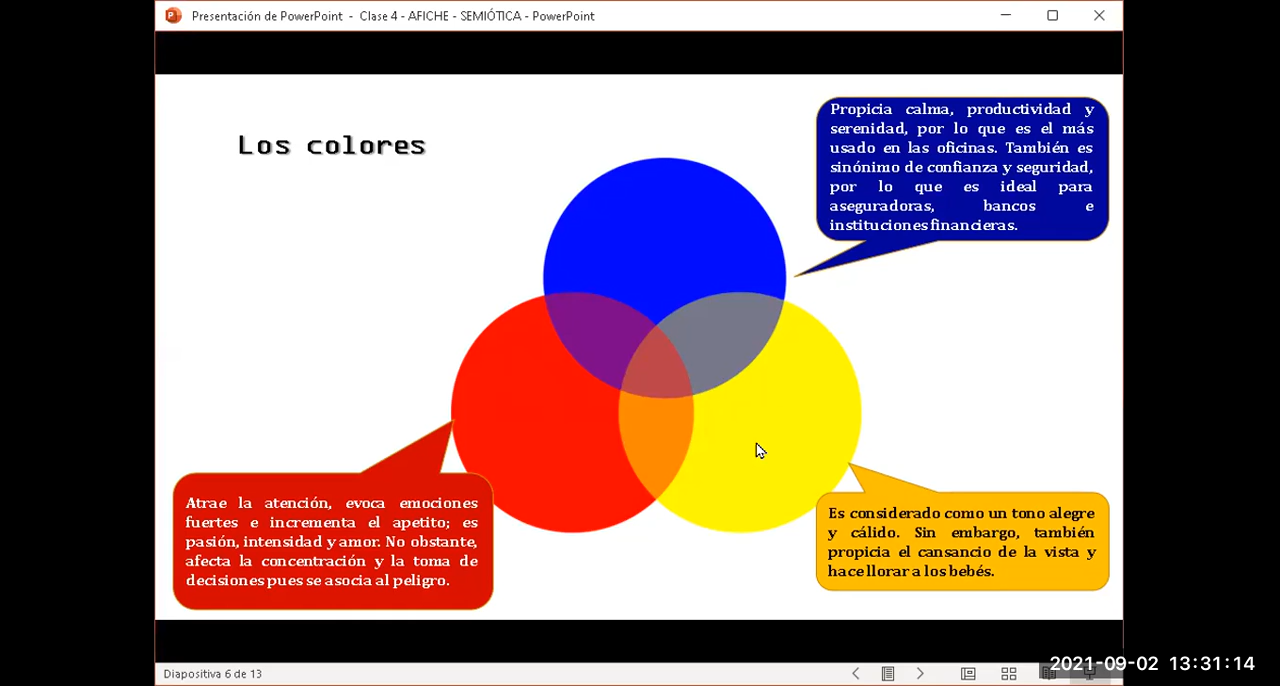 Presentación de PowerPoint - Clase 4 - AFICHE - SEMIÓTICA - PowerPoint
Los colores
Propicia calma, productividad y
serenidad, por lo que es el más
usado en las oficinas. También es
sinónimo de confianza y seguridad,
por lo que es ideal para
aseguradoras, bancos e
instituciones financieras.
Atrae la atención, evoca emociones
fuertes e incrementa el apetito; es
pasión, intensidad y amor. No obstante,
afecta la concentración y la toma de
decisiones pues se asocia al peligro.
Es considerado como un tono alegre
y cálido. Sin embargo, también
propicia el cansancio de la vista y
hace llorar a los bebés.
Diapositiva 6 de 13
2021-09-02 13:31:14